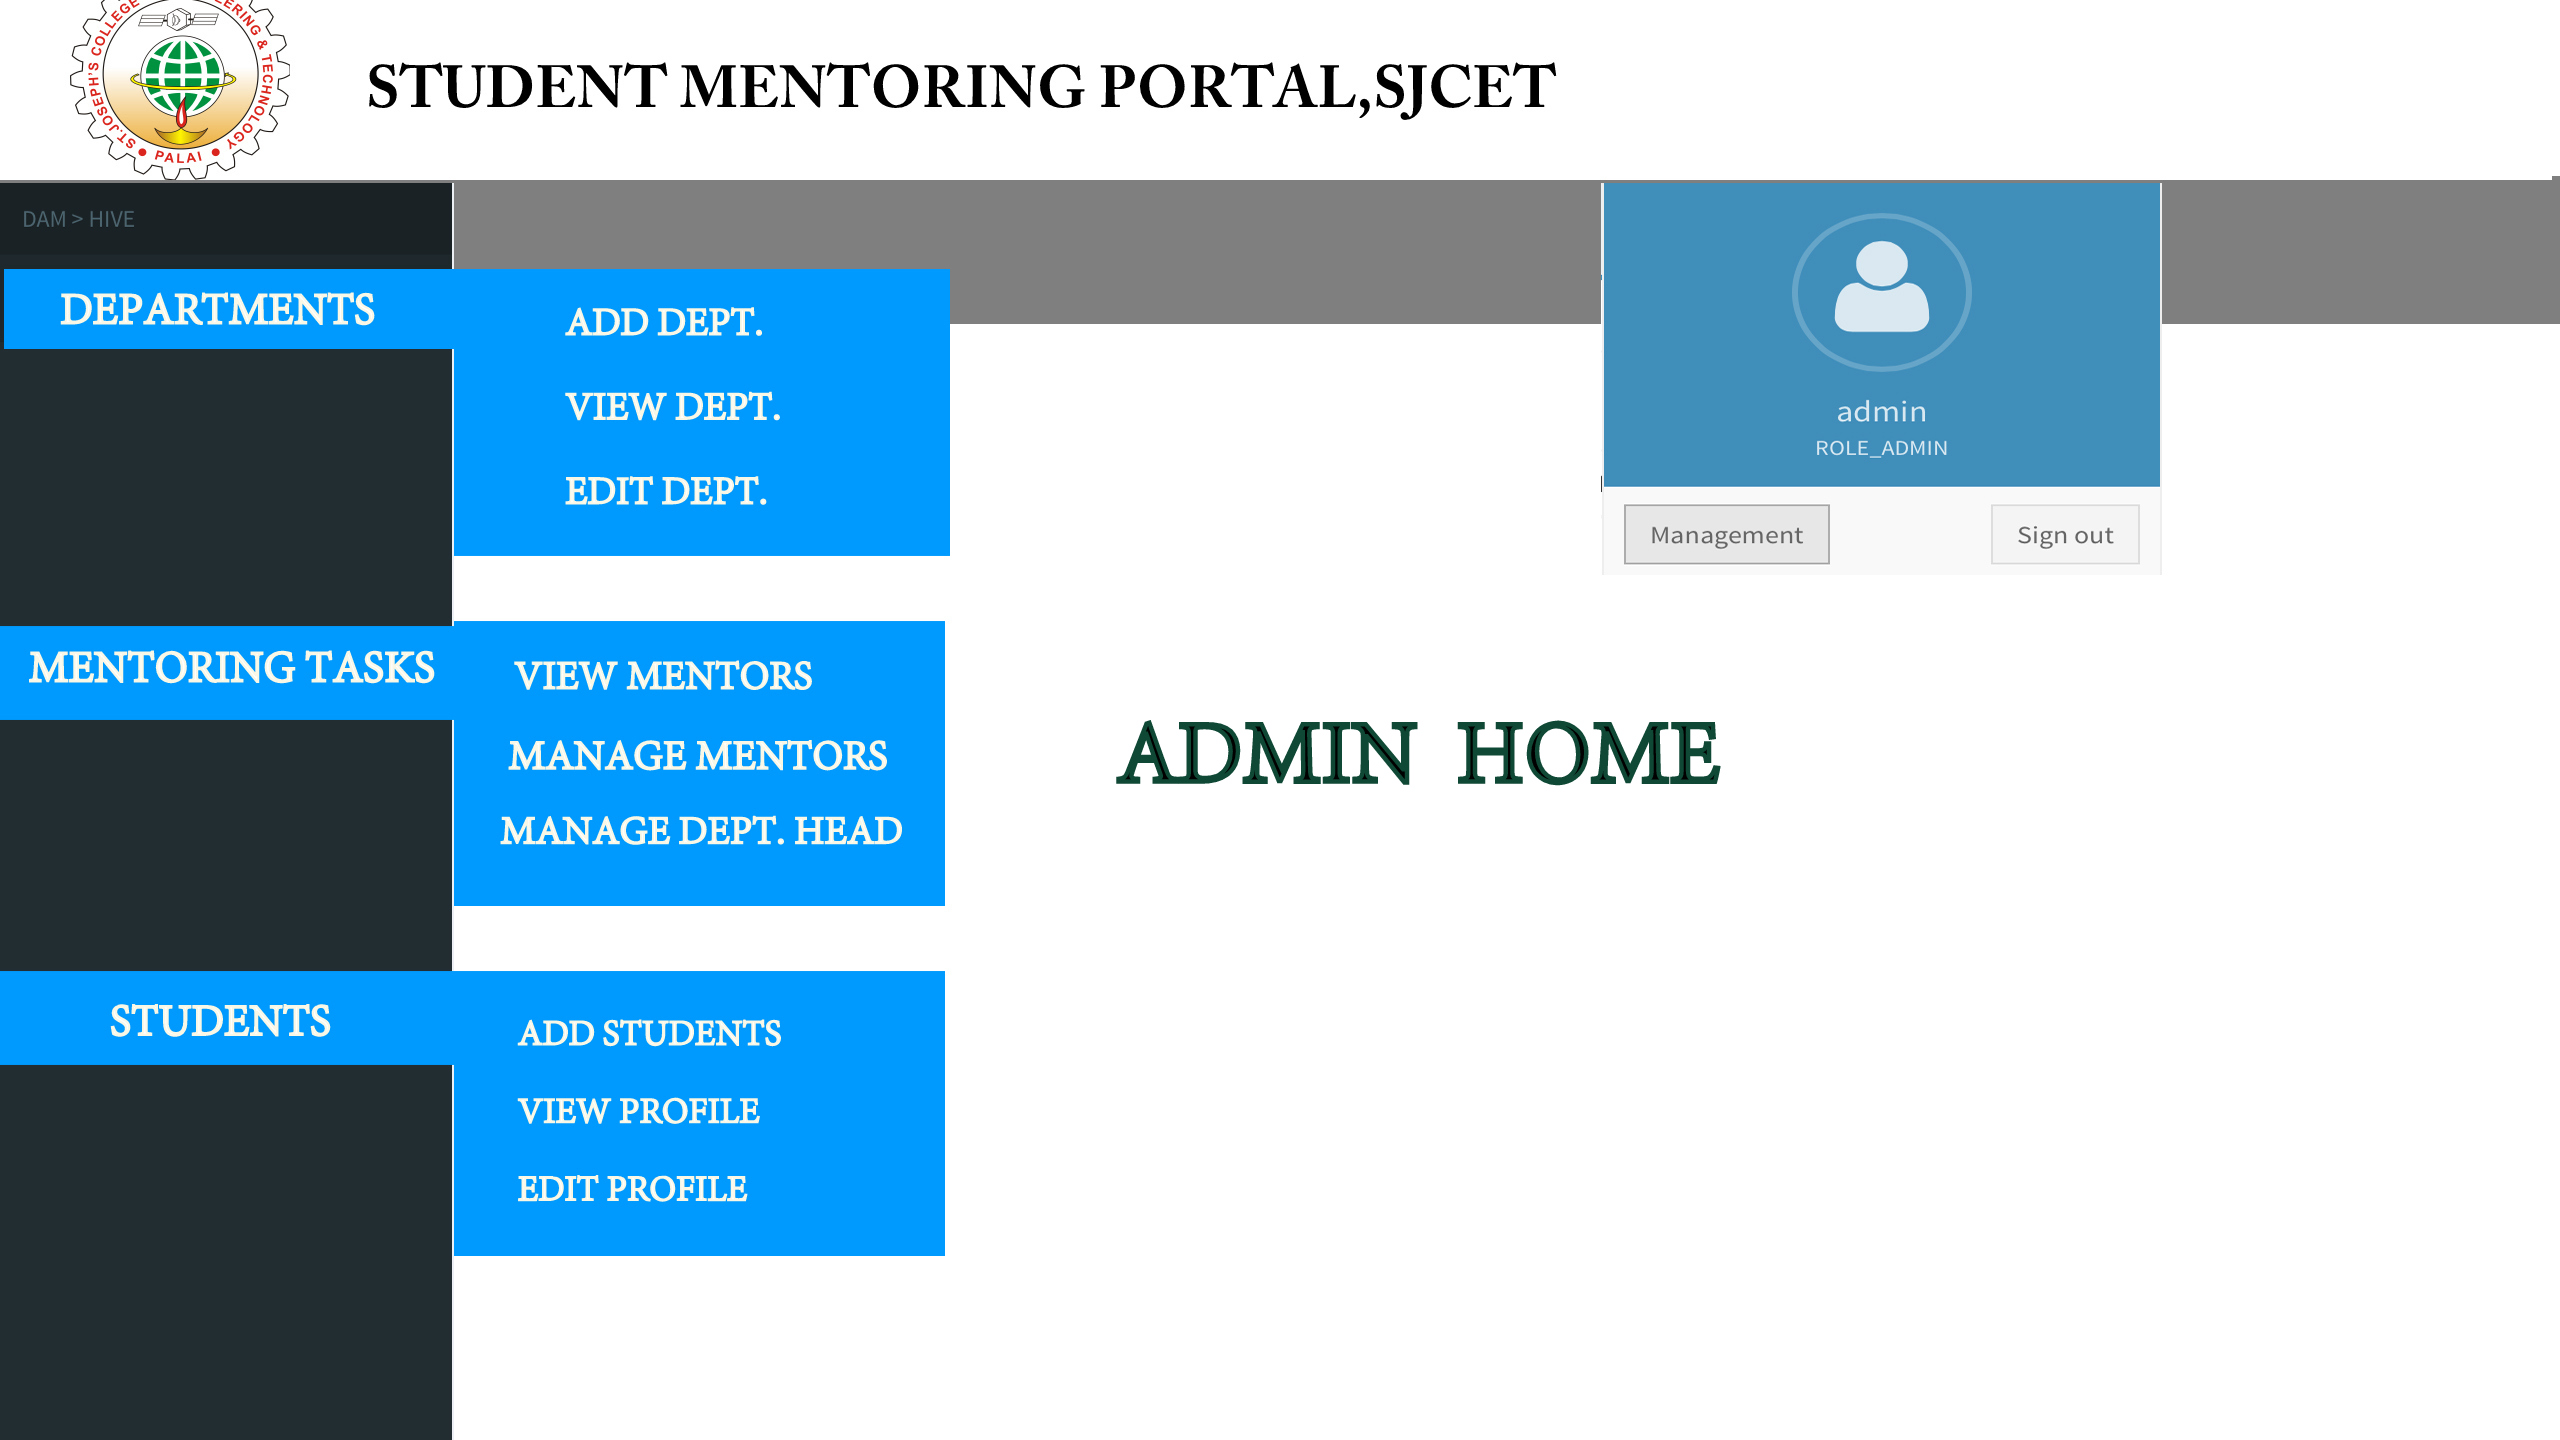 ST.JOSEPH'S COLLEGE EERING & TECHNOLOGY
• PALAI •
STUDENT MENTORING PORTAL,SJCET
DAM > HIVE
DEPARTMENTS
ADD DEPT.
VIEW DEPT.
EDIT DEPT.
admin
ROLE_ADMIN
Management
Sign out
MENTORING TASKS
VIEW MENTORS
MANAGE MENTORS
MANAGE DEPT. HEAD
ADMIN HOME
STUDENTS
ADD STUDENTS
VIEW PROFILE
EDIT PROFILE